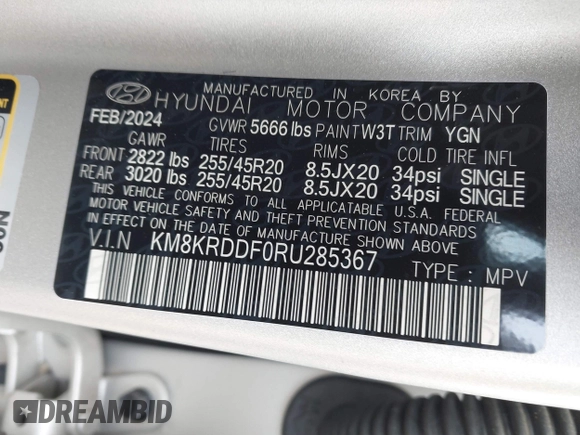 MANUFACTURED IN KOREA BY
HYUNDAI MOTOR COMPANY
FEB/2024 GVWR 5666 lbs PAINT W3T TRIM YGN
GAWR TIRES RIMS COLD TIRE INFL
FRONT 2822 lbs 255/45R20 8.5JX20 34psi SINGLE
REAR 3020 lbs 255/45R20 8.5JX20 34psi SINGLE
THIS VEHICLE CONFORMS TO ALL APPLICABLE U.S.A. FEDERAL
MOTOR VEHICLE SAFETY AND THEFT PREVENTION STANDARDS
IN EFFECT ON THE DATE OF MANUFACTURE SHOWN ABOVE.
V.I.N KM8KRDDF0RU285367
TYPE : MPV
DREAMBID